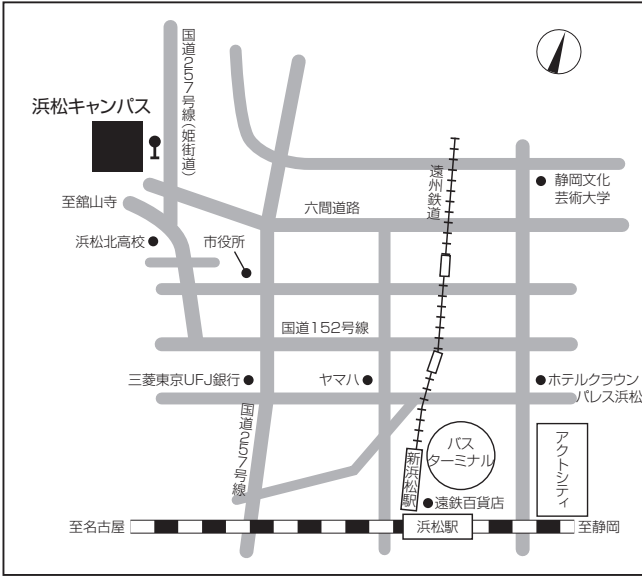 国道257号線(姫街道)
浜松キャンパス
遠州鉄道
静岡文化
芸術大学
至舘山寺
六間道路
浜松北高校
市役所
国道152号線
三菱東京UFJ銀行
ヤマハ
ホテルクラウン
パレス浜松
国道257号線
バス
ターミナル
アクトシティ
新浜松駅
遠鉄百貨店
至名古屋
浜松駅
至静岡